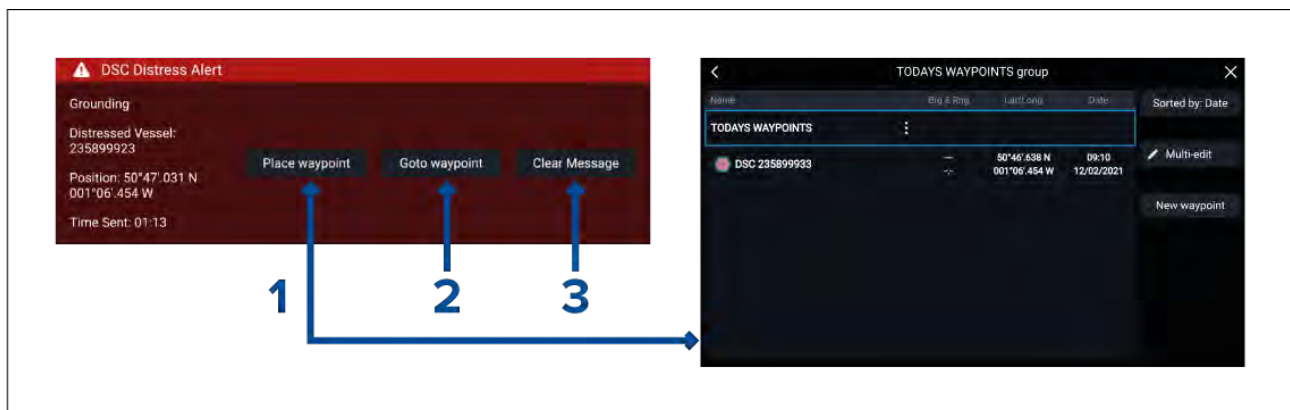 DSC Distress Alert
Grounding
Distressed Vessel:
235899923
Position: 50°47'.031 N
001°06'.454 W
Time Sent: 01:13
Place waypoint
Goto waypoint
Clear Message
1
2
3
TODAYS WAYPOINTS group
Name Brg & Rng Lat/Long Date
Sorted by: Date
TODAYS WAYPOINTS
DSC 235899933 --- 50°46'.638 N 09:10
-.- 001°06'.454 W 12/02/2021
Multi-edit
New waypoint